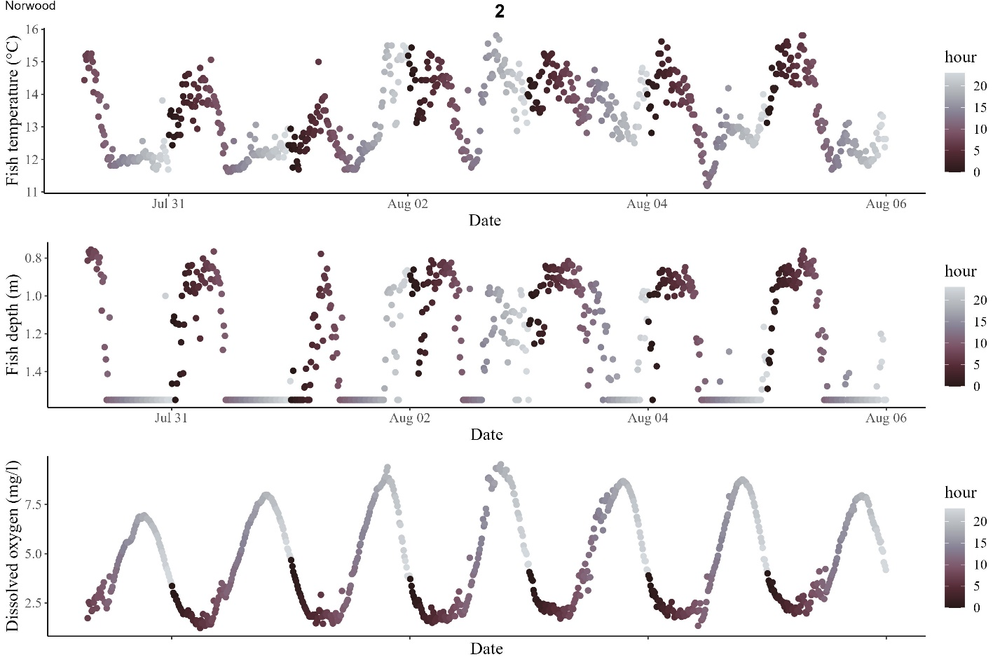 Norwood
2
Fish temperature (°C)
16
15
14
13
12
11
Jul 31
Aug 02
Aug 04
Aug 06
Date
hour
20
15
10
5
0
Fish depth (m)
0.8
1.0
1.2
1.4
Jul 31
Aug 02
Aug 04
Aug 06
Date
hour
20
15
10
5
0
Dissolved oxygen (mg/l)
7.5
5.0
2.5
Date
hour
20
15
10
5
0